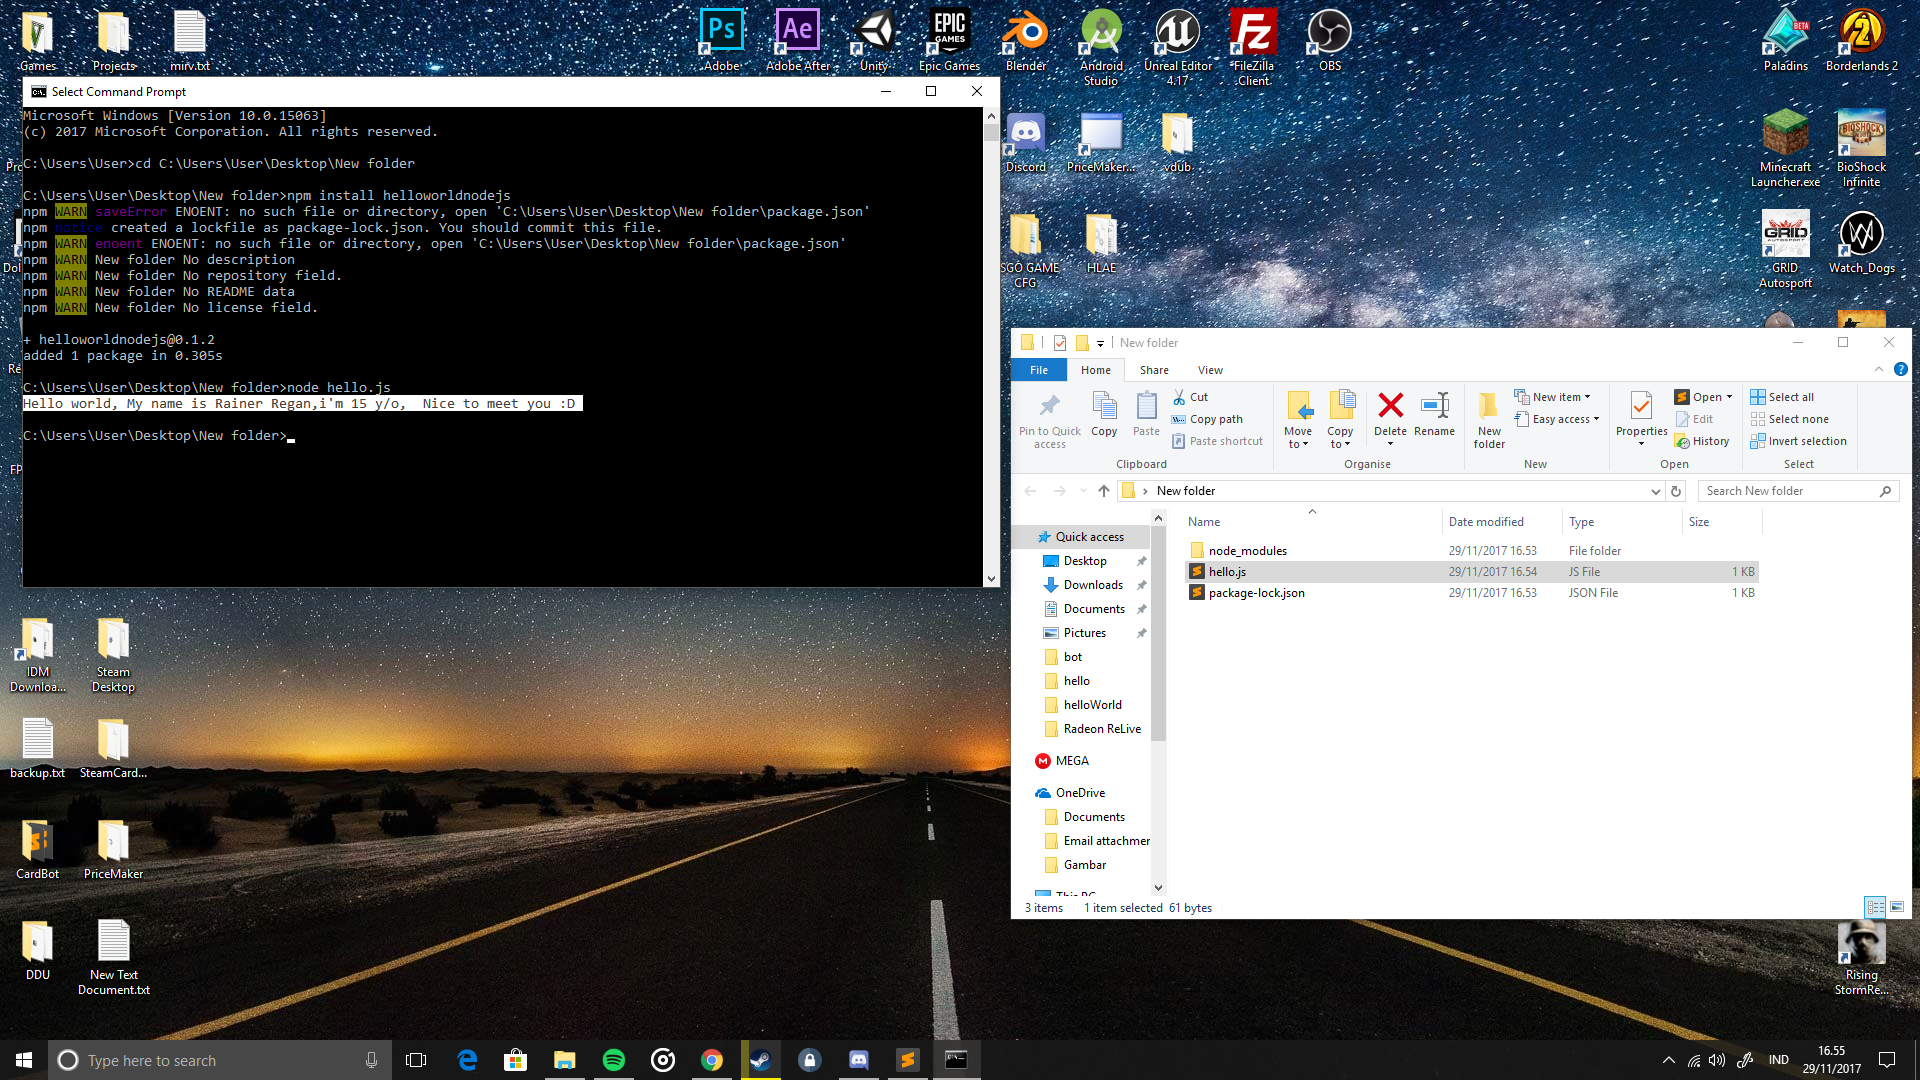 Games
Projects
mirv.txt
Adobe
Adobe After
Unity
Epic Games
Blender
Android
Studio
Unreal Editor
4.17
FileZilla
Client
OBS
Paladins
Borderlands 2
Select Command Prompt
Microsoft Windows [Version 10.0.15063]
(c) 2017 Microsoft Corporation. All rights reserved.
C:\Users\User>cd C:\Users\User\Desktop\New folder
C:\Users\User\Desktop\New folder>npm install helloworldnodejs
npm WARN saveError ENOENT: no such file or directory, open 'C:\Users\User\Desktop\New folder\package.json'
npm notice created a lockfile as package-lock.json. You should commit this file.
npm WARN enoent ENOENT: no such file or directory, open 'C:\Users\User\Desktop\New folder\package.json'
npm WARN New folder No description
npm WARN New folder No repository field.
npm WARN New folder No README data
npm WARN New folder No license field.
+ helloworldnodejs@0.1.2
added 1 package in 0.305s
C:\Users\User\Desktop\New folder>node hello.js
Hello world, My name is Rainer Regan,i'm 15 y/o,  Nice to meet you :D
C:\Users\User\Desktop\New folder>
Discord
PriceMaker...
vdub
Minecraft
Launcher.exe
BioShock
Infinite
SGO GAME
CFG
HLAE
GRID
Autosport
Watch_Dogs
New folder
File
Home
Share
View
Pin to Quick
access
Copy
Paste
Cut
Copy path
Paste shortcut
Clipboard
Move
to
Copy
to
Delete
Rename
Organise
New
folder
New item
Easy access
New
Properties
Open
Edit
History
Open
Select all
Select none
Invert selection
Select
New folder
Search New folder
Name
Date modified
Type
Size
node_modules 29/11/2017 16.53 File folder
hello.js 29/11/2017 16.54 JS File 1 KB
package-lock.json 29/11/2017 16.53 JSON File 1 KB
Quick access
Desktop
Downloads
Documents
Pictures
bot
hello
helloWorld
Radeon ReLive
MEGA
OneDrive
Documents
Email attachmer
Gambar
This PC
3 items
1 item selected 61 bytes
IDM
Downloa...
Steam
Desktop
backup.txt
SteamCard...
CardBot
PriceMaker
DDU
New Text
Document.txt
Rising
StormRe...
Type here to search
IND
16.55
29/11/2017